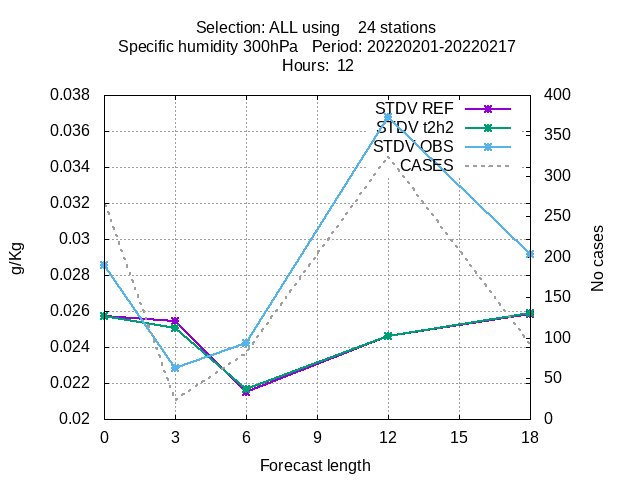 Selection: ALL using    24 stations
Specific humidity 300hPa   Period: 20220201-20220217
Hours:  12
STDV REF
STDV t2h2
STDV OBS
CASES
0.038
0.036
0.034
0.032
0.03
0.028
0.026
0.024
0.022
0.02
g/Kg
400
350
300
250
200
150
100
50
0
No cases
0 3 6 9 12 15 18
Forecast length